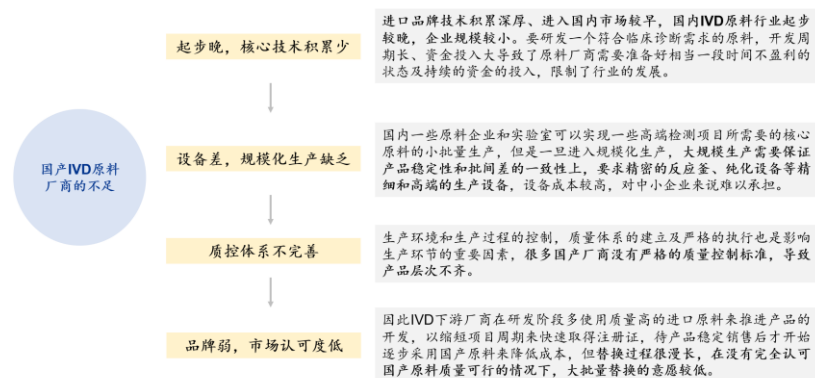 国产IVD原料
厂商的不足
起步晚，核心技术积累少
进口品牌技术积累深厚、进入国内市场较早，国内IVD原料行业起步
较晚，企业规模较小。要研发一个符合临床诊断需求的原料，开发周
期长、资金投入大导致了原料厂商需要准备好相当一段时间不盈利的
状态及持续的资金的投入，限制了行业的发展。
设备差，规模化生产缺乏
国内一些原料企业和实验室可以实现一些高端检测项目所需要的核心
原料的小批量生产，但是一旦进入规模化生产，大规模生产需要保证
产品稳定性和批间差的一致性上，要求精密的反应釜、纯化设备等精
细和高端的生产设备，设备成本较高，对中小企业来说难以承担。
质控体系不完善
生产环境和生产过程的控制，质量体系的建立及严格的执行也是影响
生产环节的重要因素，很多国产厂商没有严格的质量控制标准，导致
产品层次不齐。
品牌弱，市场认可度低
因此IVD下游厂商在研发阶段多使用质量高的进口原料来推进产品的
开发，以缩短项目周期来快速取得注册证，待产品稳定销售后才开始
逐步采用国产原料来降低成本，但替换过程很漫长，在没有完全认可
国产原料质量可行的情况下，大批量替换的意愿较低。